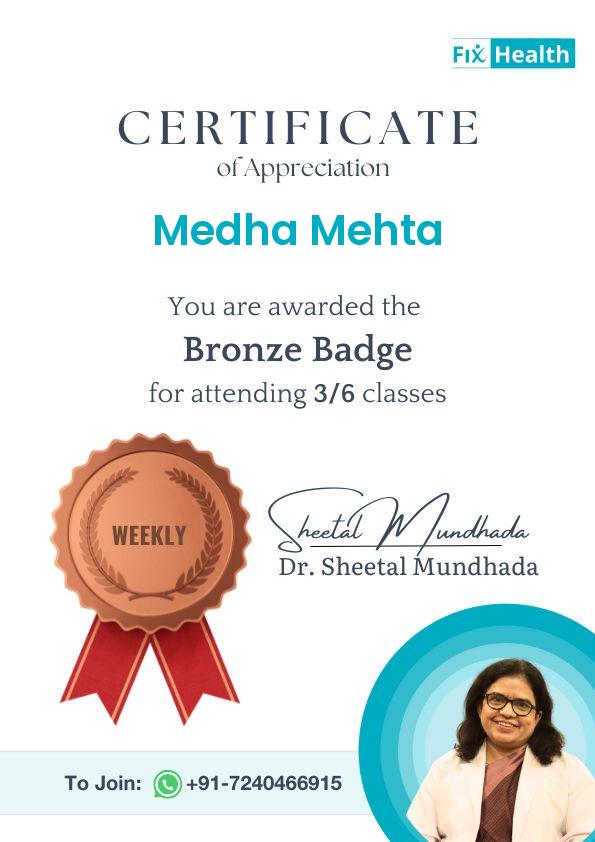 Fix Health
CERTIFICATE
of Appreciation
Medha Mehta
You are awarded the
Bronze Badge
for attending 3/6 classes
WEEKLY
Sheetal Mundhada
Dr. Sheetal Mundhada
To Join: +91-7240466915